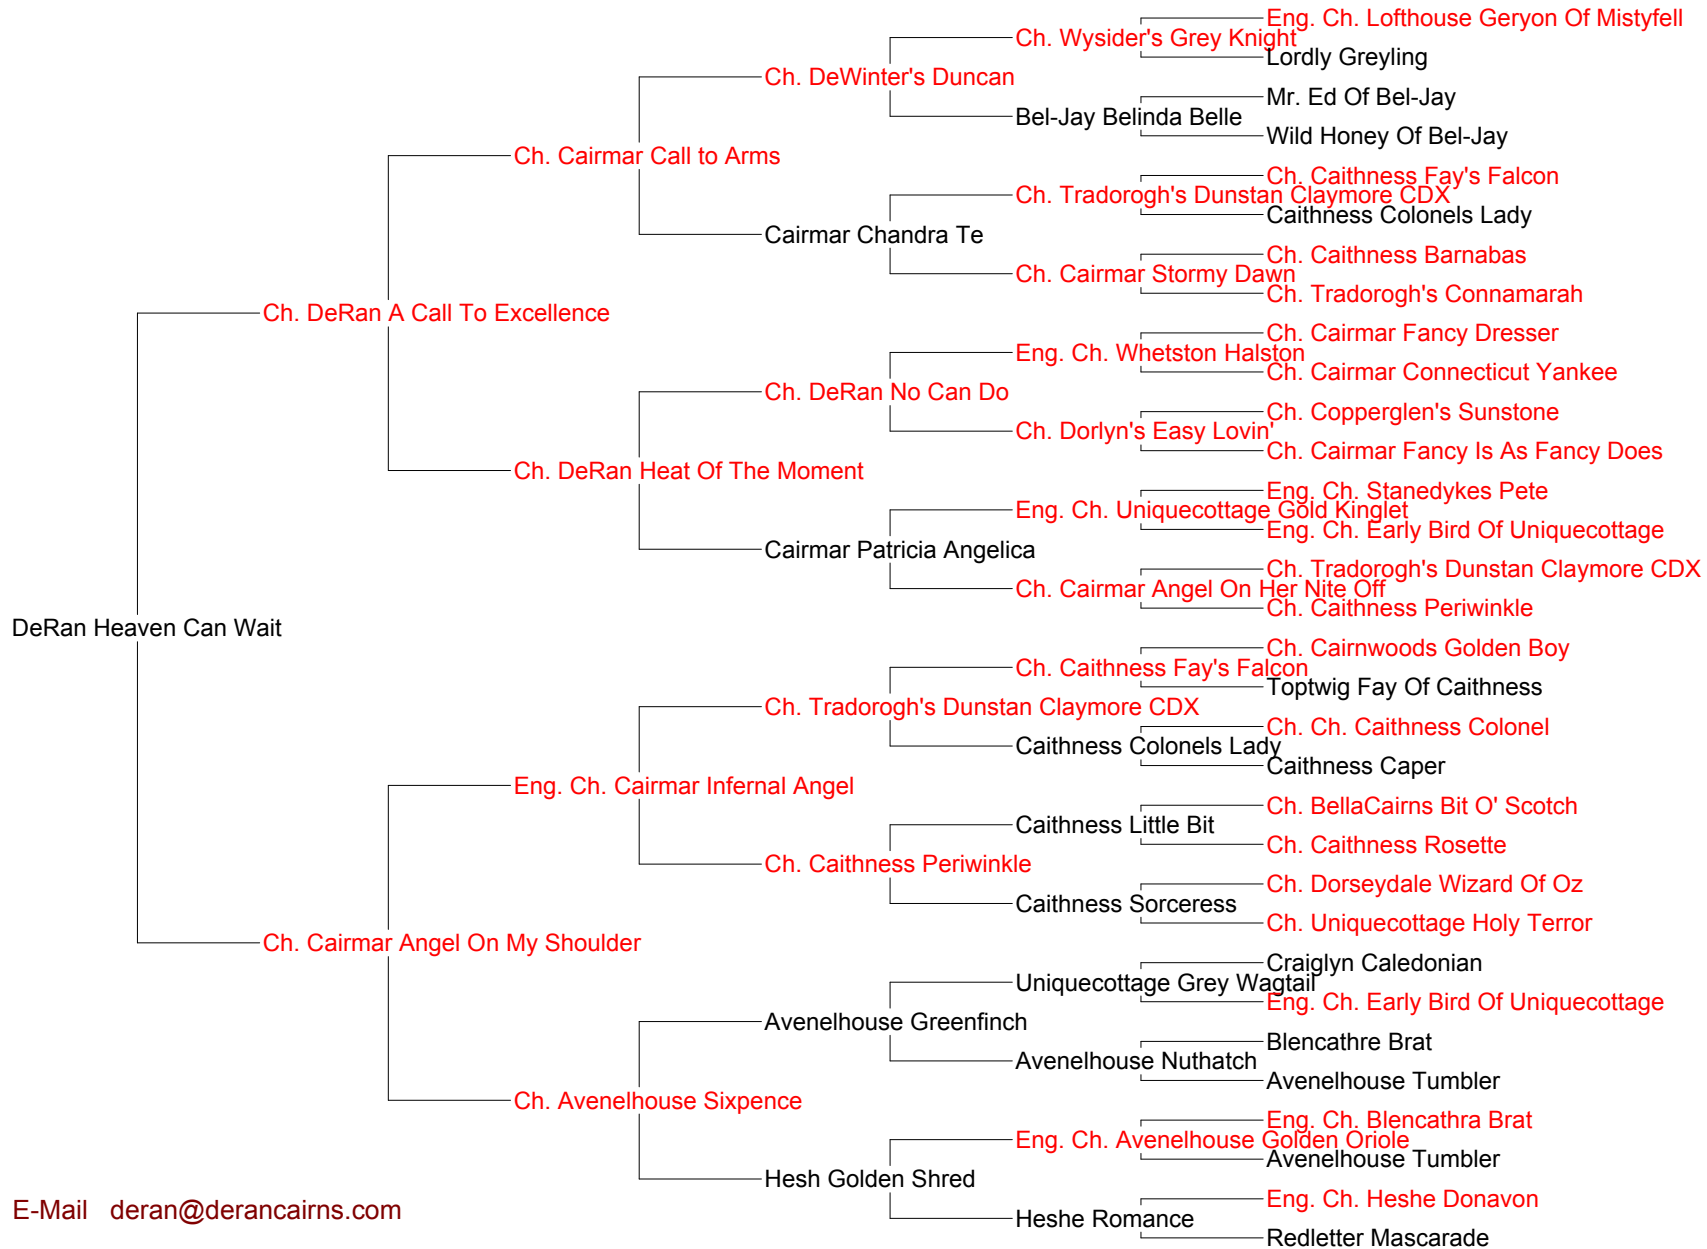 Eng. Ch. Lofthouse Geryon Of Mistyfell
Ch. Wysider's Grey Knight
Lordly Greyling
Ch. DeWinter's Duncan
Mr. Ed Of Bel-Jay
Bel-Jay Belinda Belle
Wild Honey Of Bel-Jay
Ch. Cairmar Call to Arms
Ch. Caithness Fay's Falcon
Ch. Tradorogh's Dunstan Claymore CDX
Caithness Colonels Lady
Cairmar Chandra Te
Ch. Caithness Barnabas
Ch. Cairmar Stormy Dawn
Ch. Tradorogh's Connamarah
Ch. DeRan A Call To Excellence
Ch. Cairmar Fancy Dresser
Eng. Ch. Whetston Halston
Ch. Cairmar Connecticut Yankee
Ch. DeRan No Can Do
Ch. Copperglen's Sunstone
Ch. Dorlyn's Easy Lovin'
Ch. Cairmar Fancy Is As Fancy Does
Ch. DeRan Heat Of The Moment
Eng. Ch. Stanedykes Pete
Eng. Ch. Uniquecottage Gold Kinglet
Eng. Ch. Early Bird Of Uniquecottage
Cairmar Patricia Angelica
Ch. Tradorogh's Dunstan Claymore CDX
Ch. Cairmar Angel On Her Nite Off
Ch. Caithness Periwinkle
DeRan Heaven Can Wait
Ch. Cairnwoods Golden Boy
Ch. Caithness Fay's Falcon
Toptwig Fay Of Caithness
Ch. Tradorogh's Dunstan Claymore CDX
Ch. Ch. Caithness Colonel
Caithness Colonels Lady
Caithness Caper
Eng. Ch. Cairmar Infernal Angel
Ch. BellaCairns Bit O' Scotch
Caithness Little Bit
Ch. Caithness Rosette
Ch. Caithness Periwinkle
Ch. Dorseydale Wizard Of Oz
Caithness Sorceress
Ch. Uniquecottage Holy Terror
Ch. Cairmar Angel On My Shoulder
Craiglyn Caledonian
Uniquecottage Grey Wagtail
Eng. Ch. Early Bird Of Uniquecottage
Avenelhouse Greenfinch
Blencathre Brat
Avenelhouse Nuthatch
Avenelhouse Tumbler
Ch. Avenelhouse Sixpence
Eng. Ch. Blencathra Brat
Eng. Ch. Avenelhouse Golden Oriole
Avenelhouse Tumbler
Hesh Golden Shred
Eng. Ch. Heshe Donavon
Heshe Romance
Redletter Mascarade
E-Mail deran@derancairns.com